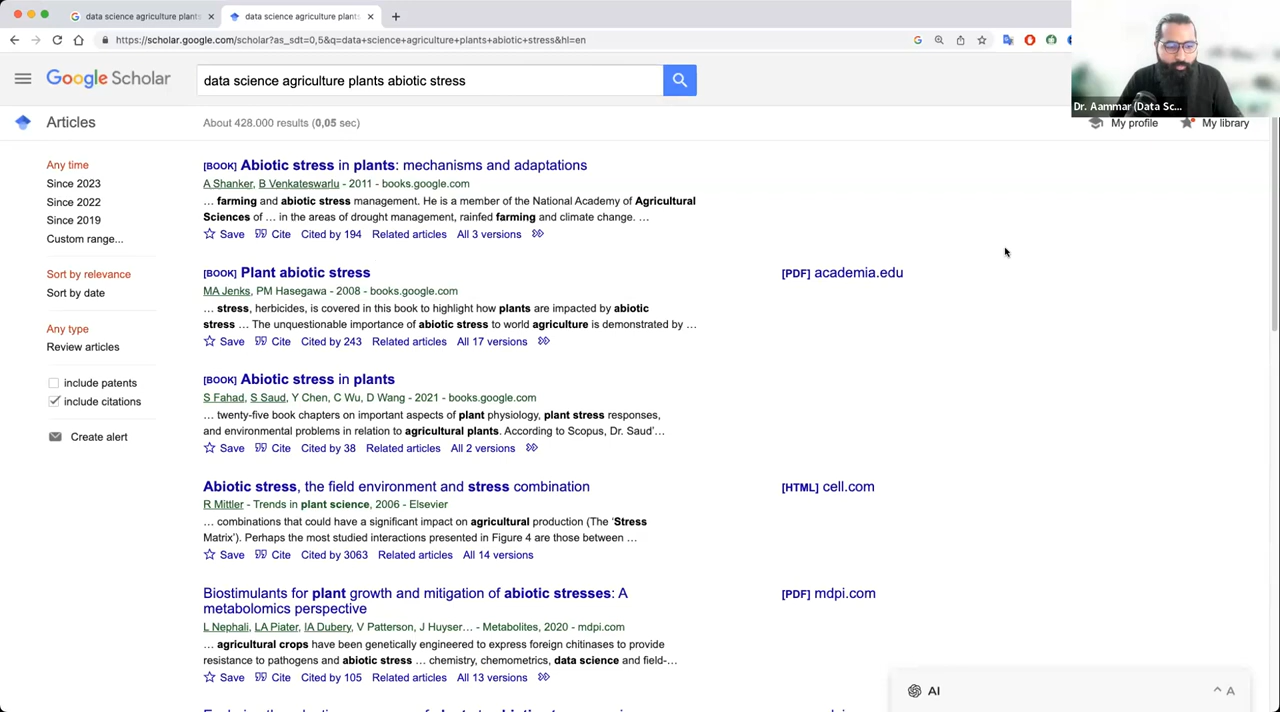 data science agriculture plants
data science agriculture plants
https://scholar.google.com/scholar?as_sdt=0,5&q=data+science+agriculture+plants+abiotic+stress&hl=en
Dr. Aammar (Data Sc...
Google Scholar
data science agriculture plants abiotic stress
Articles
About 428.000 results (0,05 sec)
My profile
My library
Any time
Since 2023
Since 2022
Since 2019
Custom range...
Sort by relevance
Sort by date
Any type
Review articles
include patents
include citations
Create alert
[BOOK] Abiotic stress in plants: mechanisms and adaptations
A Shanker, B Venkateswarlu - 2011 - books.google.com
… farming and abiotic stress management. He is a member of the National Academy of Agricultural
Sciences of … in the areas of drought management, rainfed farming and climate change. …
Save Cite Cited by 194 Related articles All 3 versions
[BOOK] Plant abiotic stress
[PDF] academia.edu
MA Jenks, PM Hasegawa - 2008 - books.google.com
… stress, herbicides, is covered in this book to highlight how plants are impacted by abiotic
stress … The unquestionable importance of abiotic stress to world agriculture is demonstrated by …
Save Cite Cited by 243 Related articles All 17 versions
[BOOK] Abiotic stress in plants
S Fahad, S Saud, Y Chen, C Wu, D Wang - 2021 - books.google.com
… twenty-five book chapters on important aspects of plant physiology, plant stress responses,
and environmental problems in relation to agricultural plants. According to Scopus, Dr. Saud'…
Save Cite Cited by 38 Related articles All 2 versions
Abiotic stress, the field environment and stress combination
[HTML] cell.com
R Mittler - Trends in plant science, 2006 - Elsevier
… combinations that could have a significant impact on agricultural production (The 'Stress
Matrix'). Perhaps the most studied interactions presented in Figure 4 are those between …
Save Cite Cited by 3063 Related articles All 14 versions
Biostimulants for plant growth and mitigation of abiotic stresses: A
metabolomics perspective
[PDF] mdpi.com
L Nephali, LA Piater, IA Dubery, V Patterson, J Huyser… - Metabolites, 2020 - mdpi.com
… agricultural crops have been genetically engineered to express foreign chitinases to provide
resistance to pathogens and abiotic stress … chemistry, chemometrics, data science and field-…
Save Cite Cited by 105 Related articles All 13 versions
AI
A